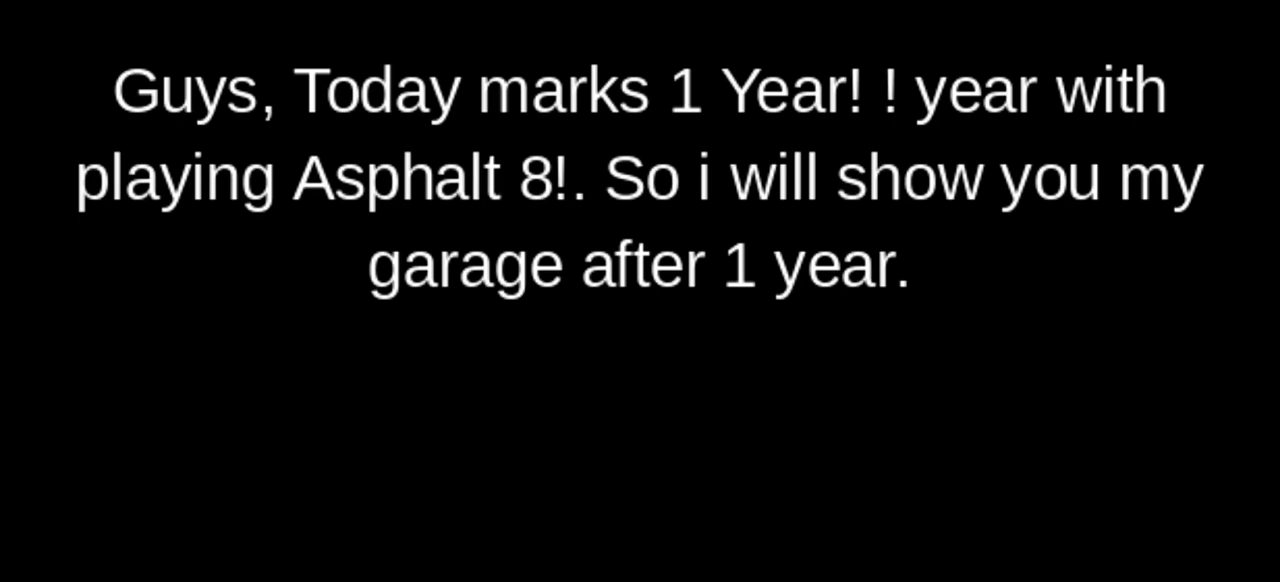 Guys, Today marks 1 Year! ! year with
playing Asphalt 8!. So i will show you my
garage after 1 year.